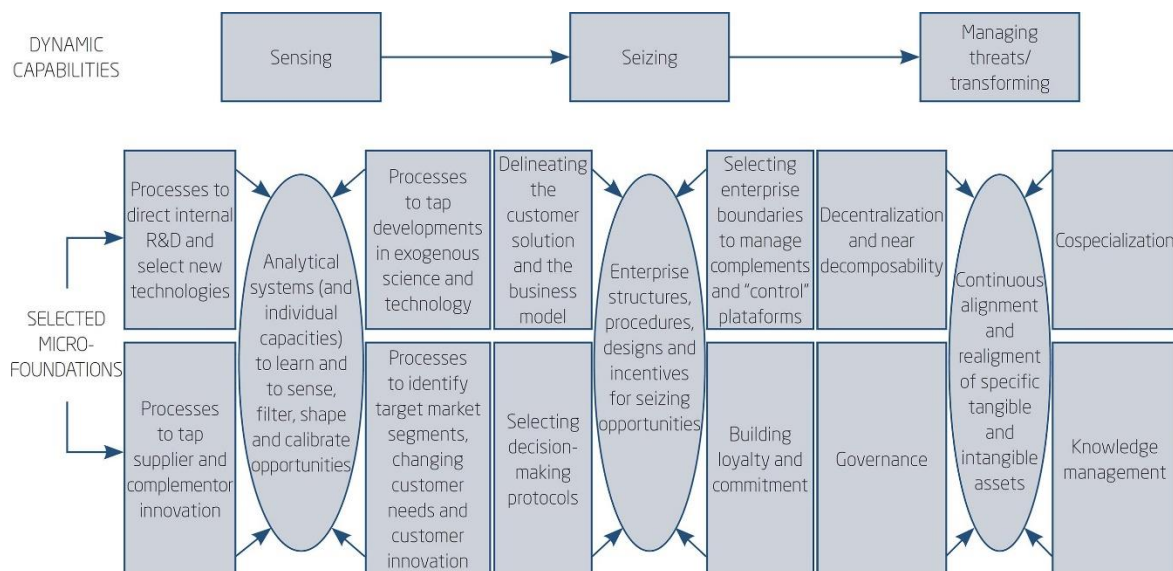 DYNAMIC
CAPABILITIES
Sensing
Seizing
Managing
threats/
transforming
SELECTED
MICRO-
FOUNDATIONS
Processes to
direct internal
R&D and
select new
technologies
Analytical
systems (and
individual
capacities)
to learn and
to sense,
filter, shape
and calibrate
opportunities
Processes
to tap
developments
in exogenous
science and
technology
Processes to tap
supplier and
complementor
innovation
Processes
to identify
target market
segments,
changing
customer
needs and
customer
innovation
Delineating
the
customer
solution
and the
business
model
Enterprise
structures,
procedures,
designs and
incentives
for seizing
opportunities
Selecting
enterprise
boundaries
to manage
complements
and “control”
plataforms
Selecting
decision-
making
protocols
Building
loyalty and
commitment
Decentralization
and near
decomposability
Continuous
alignment
and
realigment
of specific
tangible
and
intangible
assets
Cospecialization
Governance
Knowledge
management